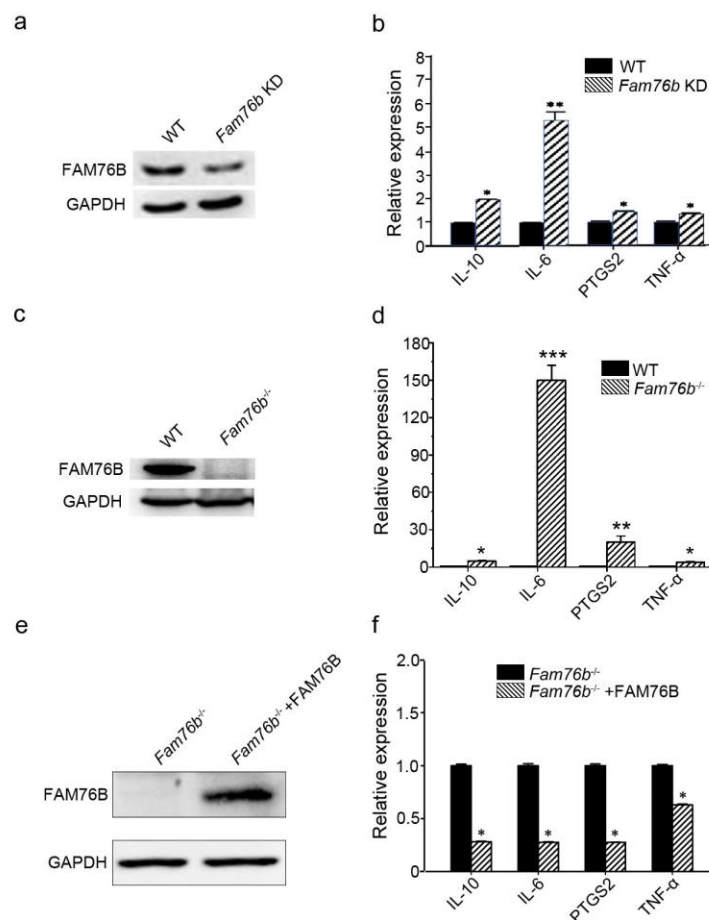 a
WT
Fam76b KD
FAM76B
GAPDH
b
8
7
6
5
4
3
2
1
0
Relative expression
WT
Fam76b KD
*
**
*
*
IL-10
IL-6
PTGS2
TNF-α
c
WT
Fam76b-/-
FAM76B
GAPDH
d
180
150
120
90
60
30
0
Relative expression
WT
Fam76b-/-
*
***
**
*
IL-10
IL-6
PTGS2
TNF-α
e
Fam76b-/-
Fam76b-/- +FAM76B
FAM76B
GAPDH
f
2.0
1.5
1.0
0.5
0
Relative expression
Fam76b-/-
Fam76b-/- +FAM76B
*
*
*
*
IL-10
IL-6
PTGS2
TNF-α